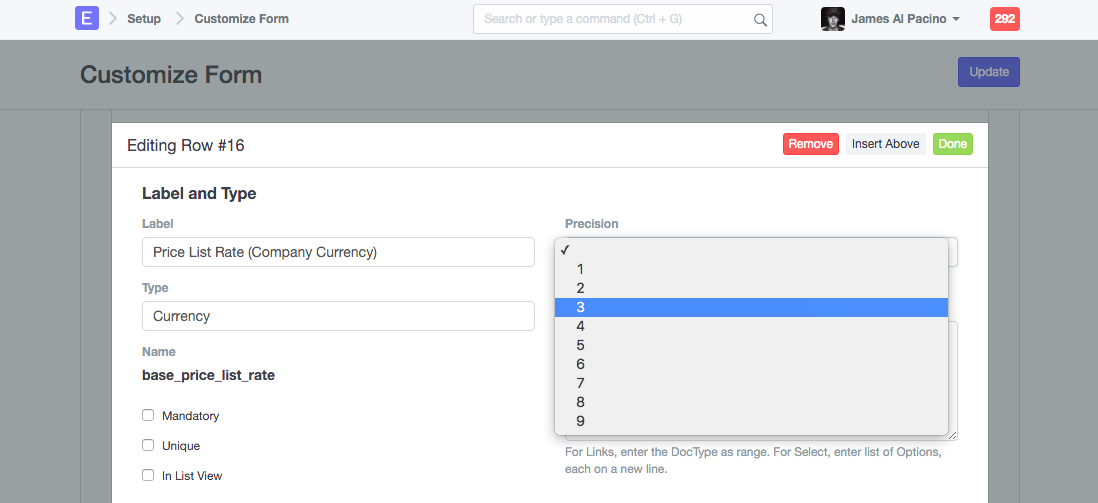 E Setup Customize Form Search or type a command (Ctrl + G) James Al Pacino 292
Customize Form Update
Editing Row #16 Remove Insert Above Done
Label and Type
Label
Price List Rate (Company Currency)
Type
Currency
Name
base_price_list_rate
Mandatory
Unique
In List View
Precision
✓
1
2
3
4
5
6
7
8
9
For Links, enter the DocType as range. For Select, enter list of Options,
each on a new line.